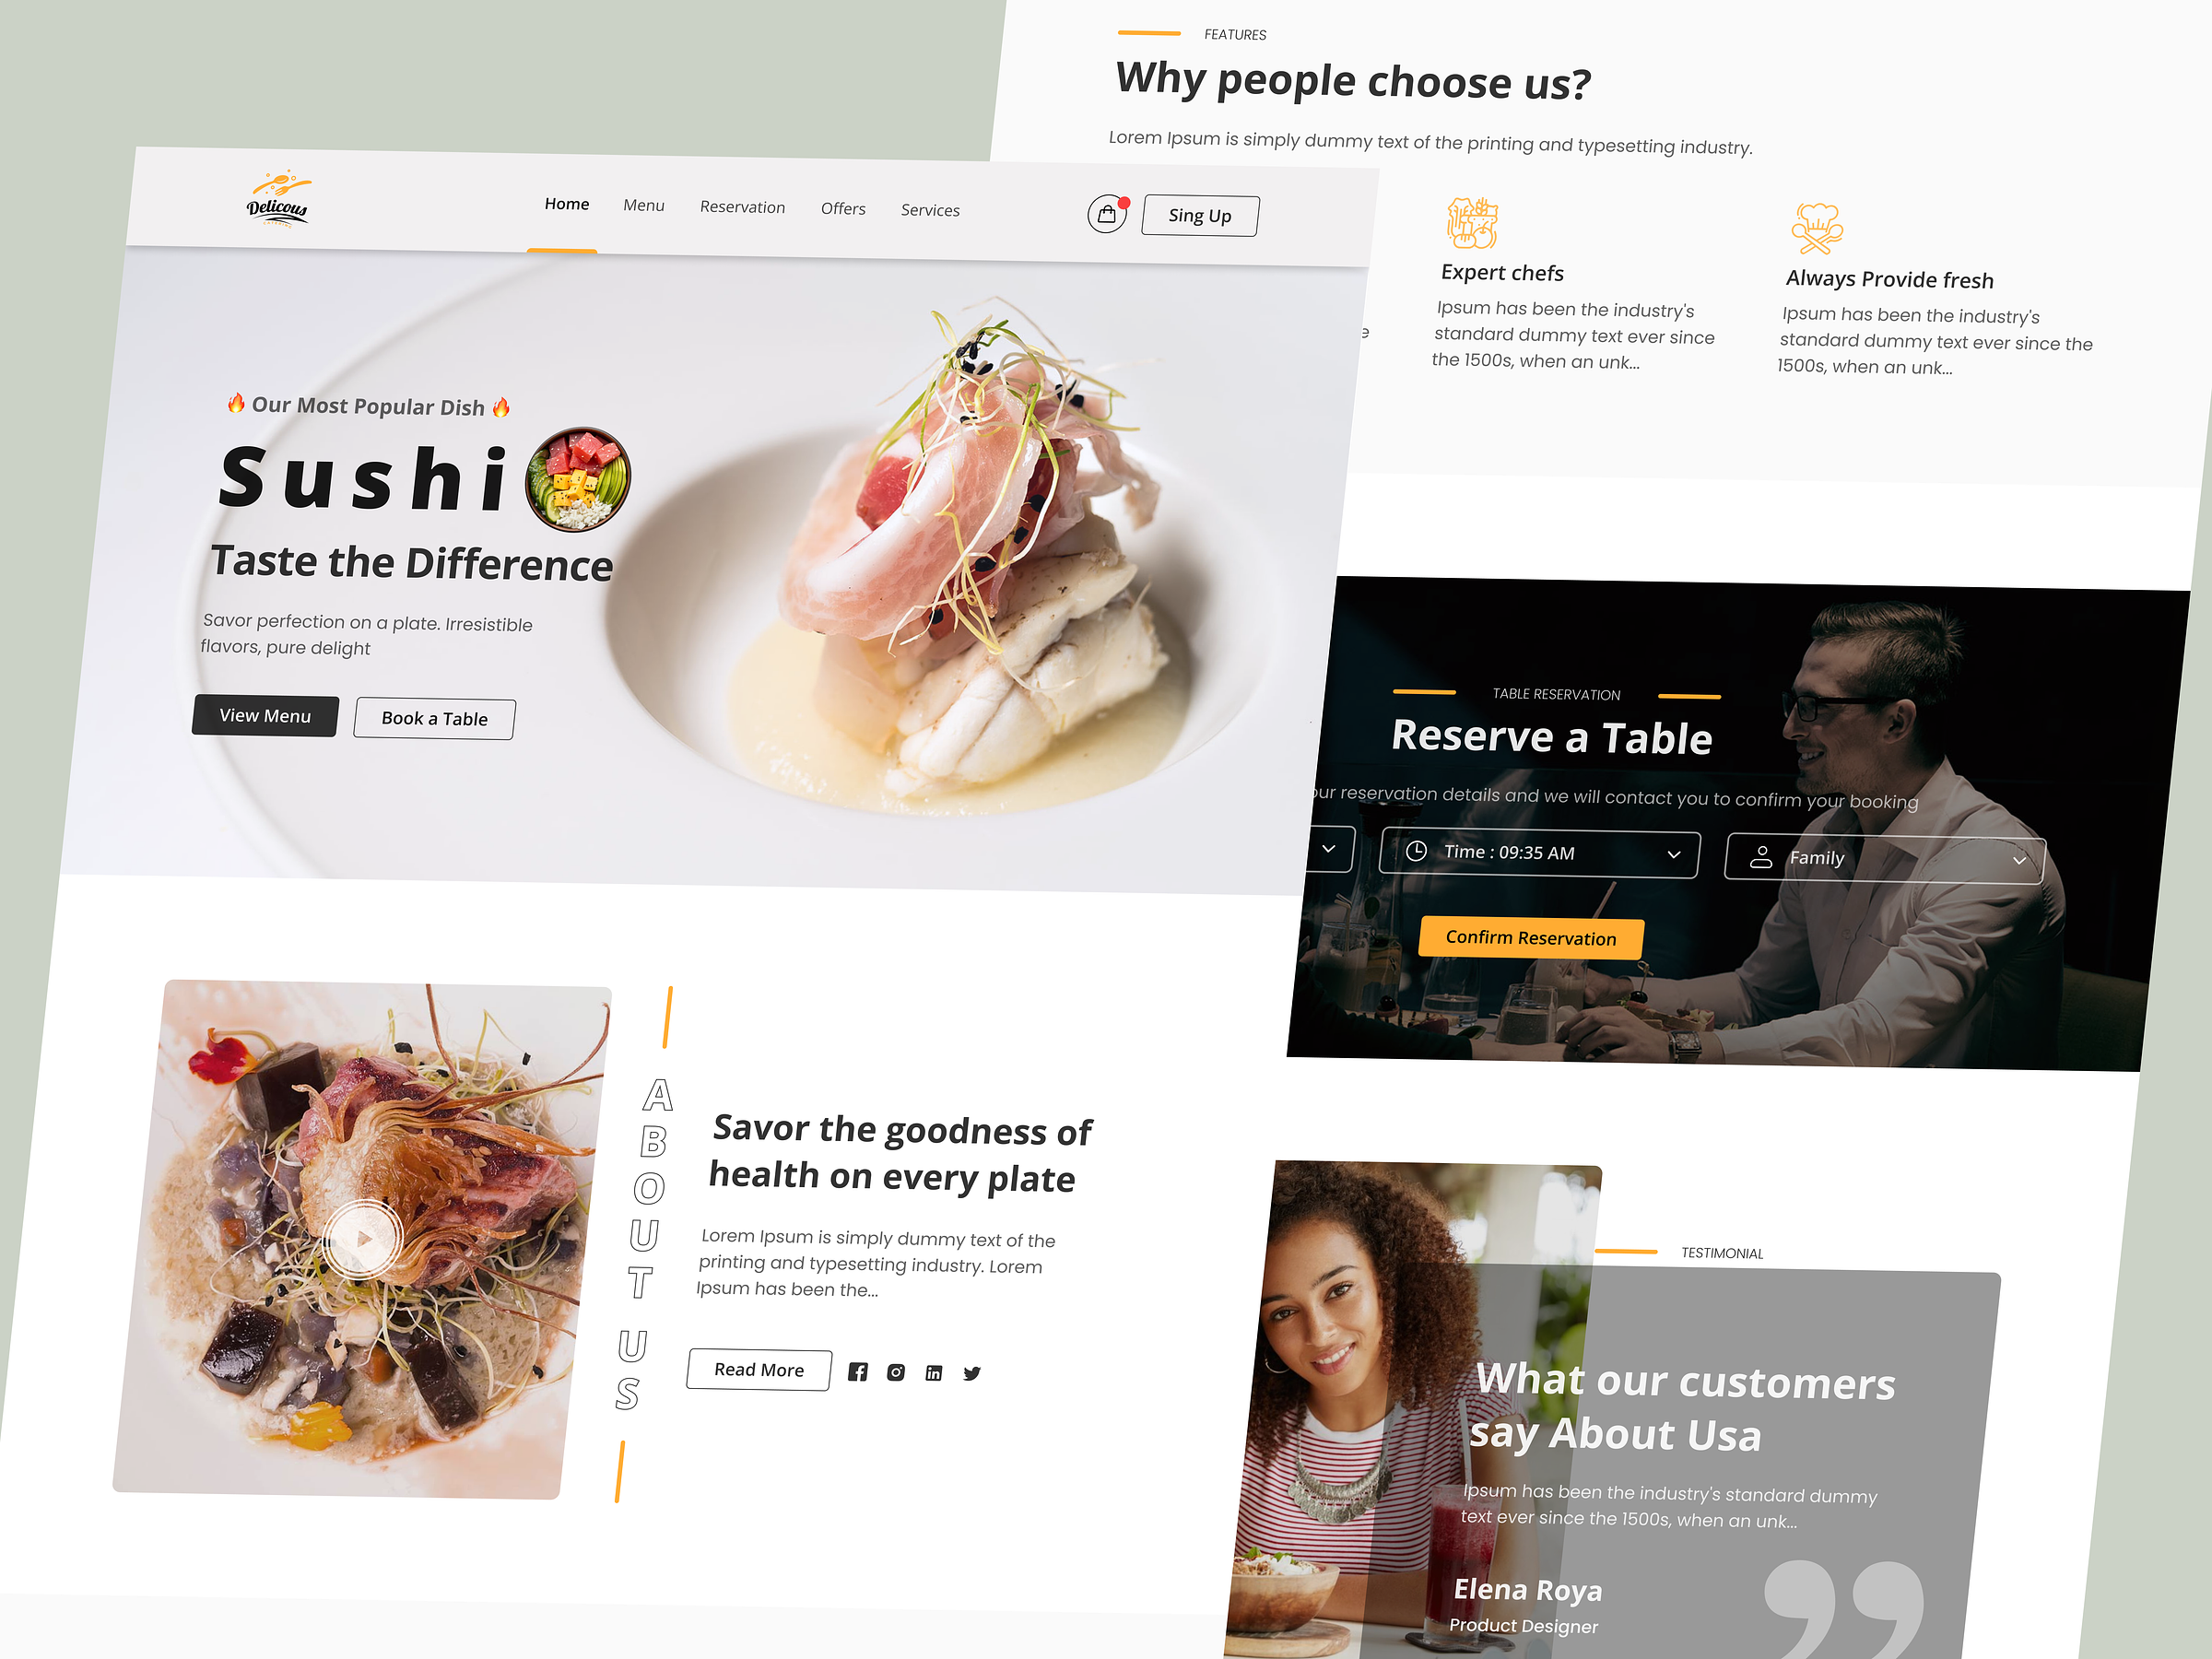 Delicous
Home
Menu
Reservation
Offers
Services
Sing Up
🔥 Our Most Popular Dish 🔥
Sushi
Taste the Difference
Savor perfection on a plate. Irresistible
flavors, pure delight
View Menu
Book a Table
ABOUT US
Savor the goodness of
health on every plate
Lorem Ipsum is simply dummy text of the
printing and typesetting industry. Lorem
Ipsum has been the...
Read More
FEATURES
Why people choose us?
Lorem Ipsum is simply dummy text of the printing and typesetting industry.
Expert chefs
Ipsum has been the industry's
standard dummy text ever since
the 1500s, when an unk...
Always Provide fresh
Ipsum has been the industry's
standard dummy text ever since the
1500s, when an unk...
TABLE RESERVATION
Reserve a Table
our reservation details and we will contact you to confirm your booking
Time : 09:35 AM
Family
Confirm Reservation
TESTIMONIAL
What our customers
say About Usa
Ipsum has been the industry's standard dummy
text ever since the 1500s, when an unk...
Elena Roya
Product Designer